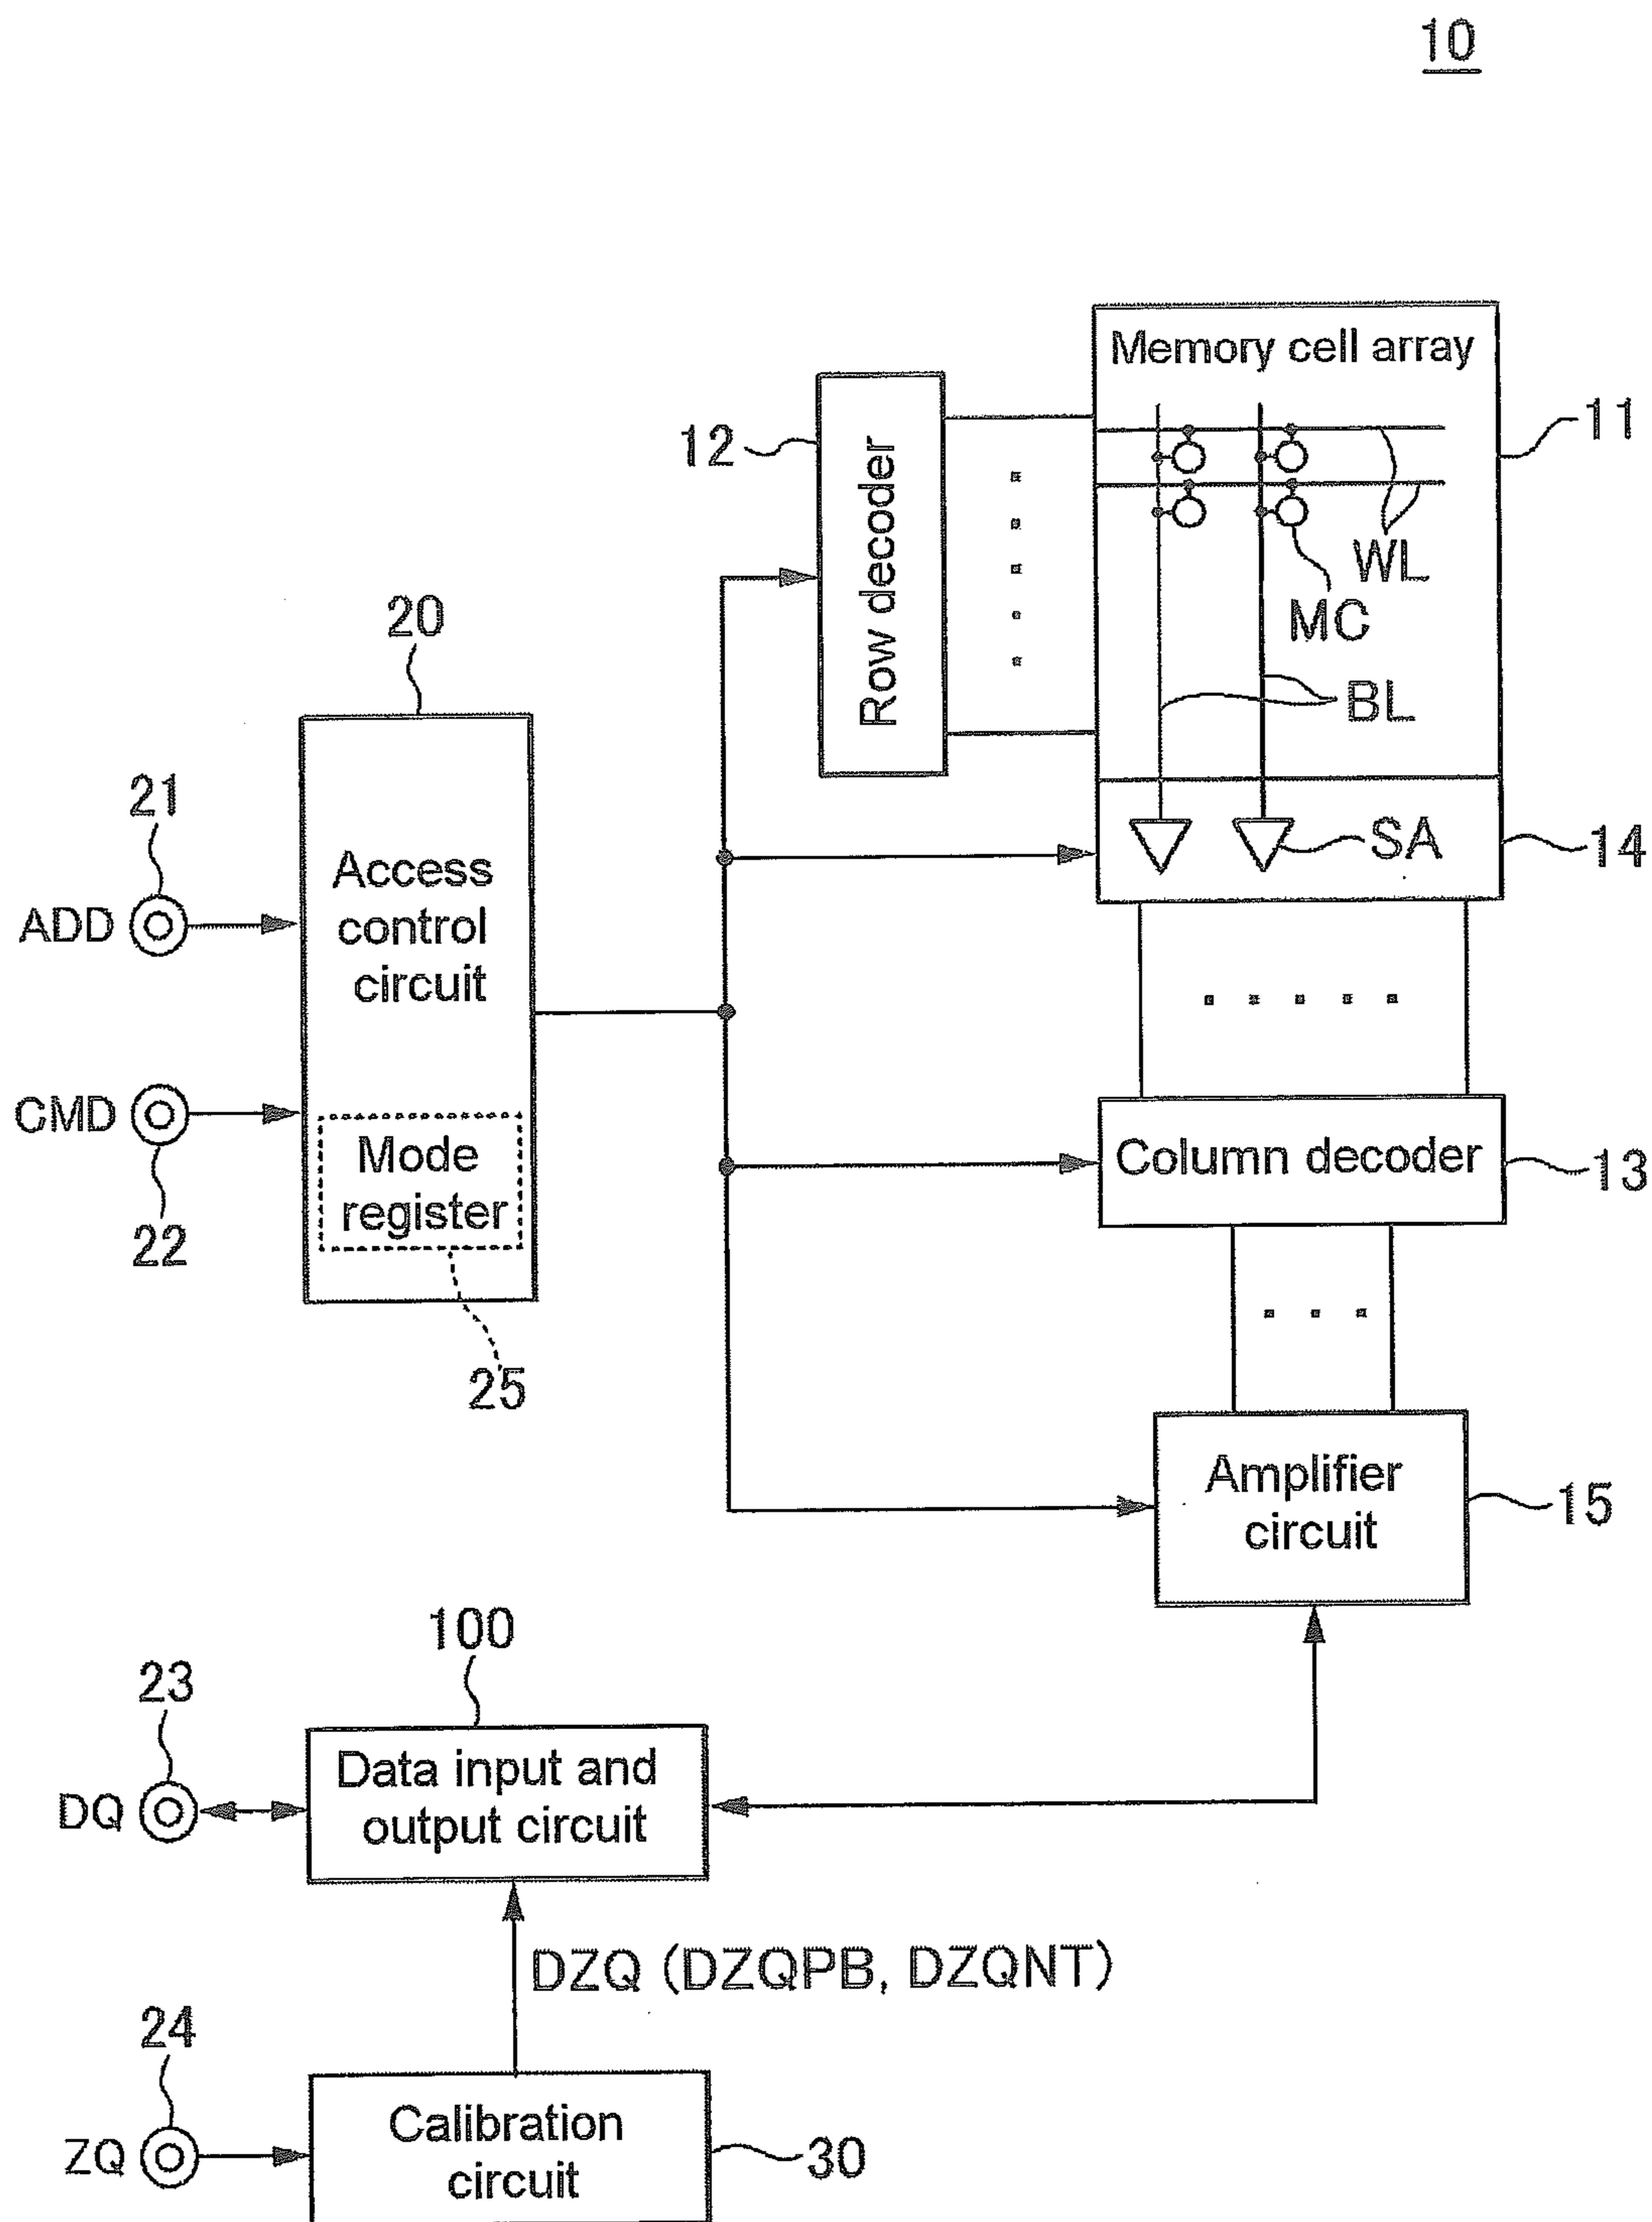 10
Memory cell array
11
12
Row decoder
WL
MC
BL
20
21
ADD
Access
control
circuit
SA
14
CMD
22
Mode
register
25
Column decoder
13
Amplifier
circuit
15
100
23
DQ
Data input and
output circuit
DZQ (DZQPB, DZQNT)
24
ZQ
Calibration
circuit
30